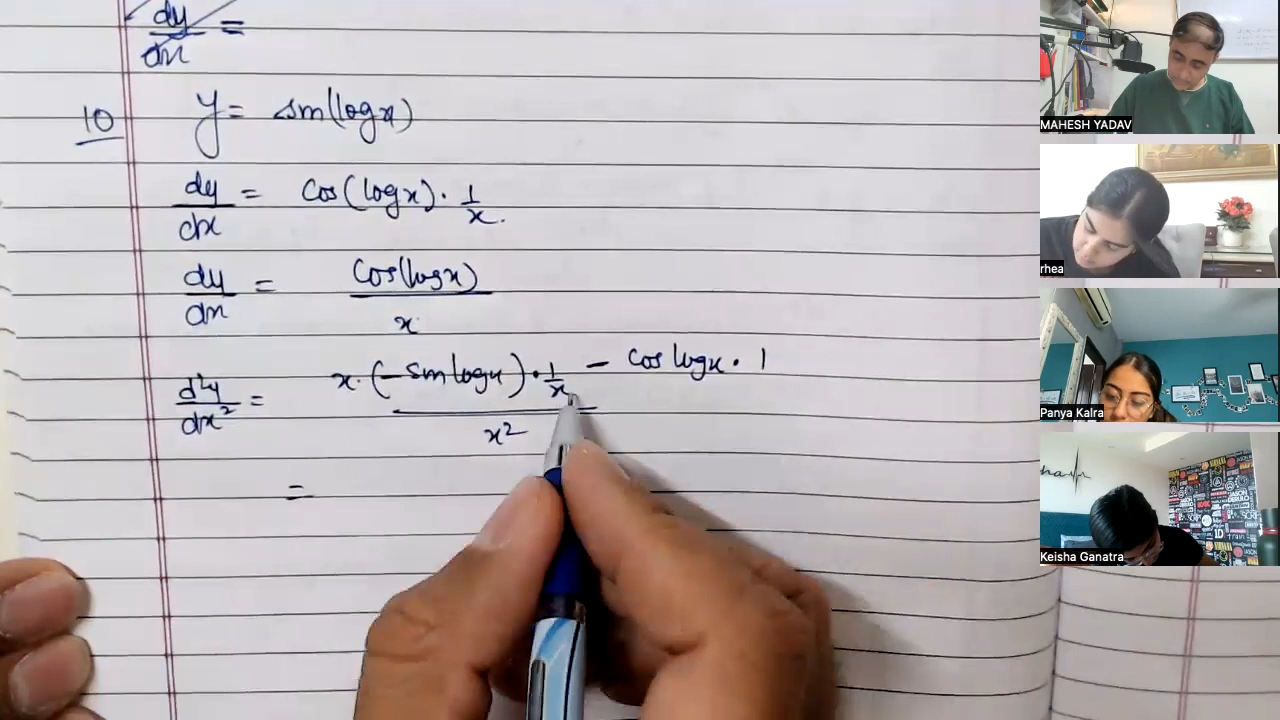 dy/dx =
10 y = sin(log x)
dy/dx = cos(log x) · 1/x.
dy/dx = cos(log x)/x
d²y/dx² = x · (-sin log x) · 1/x - cos log x · 1 / x²
=
MAHESH YADAV
rhea
Panya Kalra
Keisha Ganatra